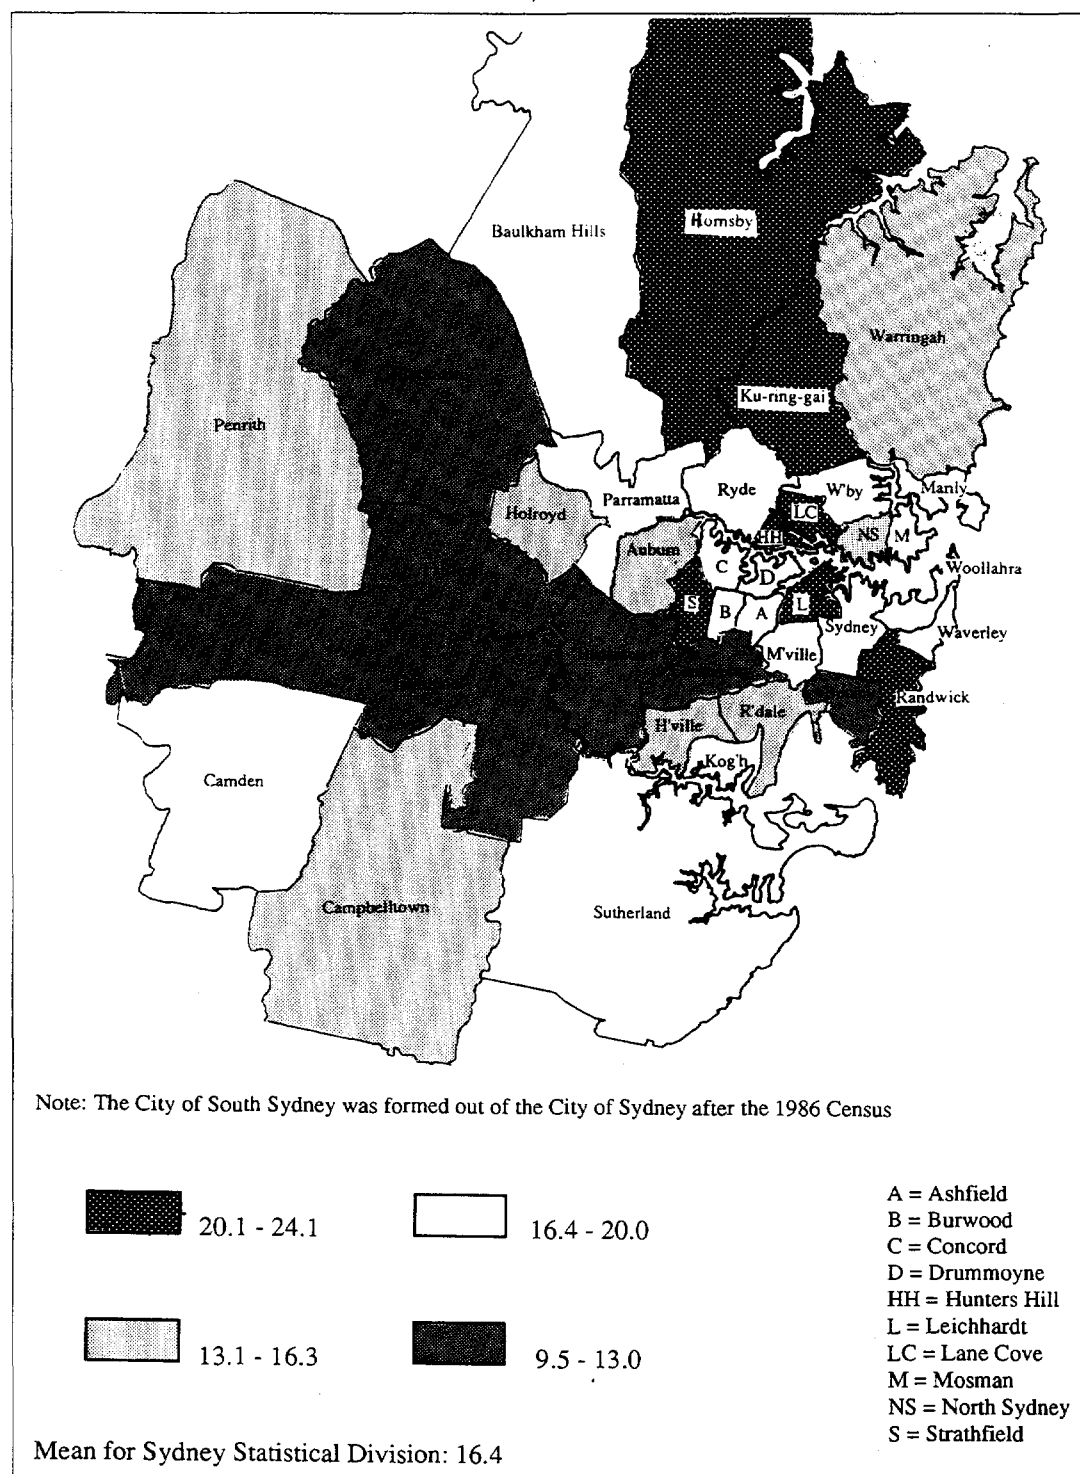 Baulkham Hills
Hornsby
Warringah
Ku-ring-gai
Penrith
Manly
W'by
Ryde
Parramatta
LC
Holroyd
HH
NS
M
Auburn
C
D
Woollahra
S
B
A
L
Sydney
Waverley
M'ville
Randwick
R'dale
H'ville
Kog'h
Camden
Campbelltown
Sutherland
Note: The City of South Sydney was formed out of the City of Sydney after the 1986 Census
20.1 - 24.1
16.4 - 20.0
13.1 - 16.3
9.5 - 13.0
A = Ashfield
B = Burwood
C = Concord
D = Drummoyne
HH = Hunters Hill
L = Leichhardt
LC = Lane Cove
M = Mosman
NS = North Sydney
S = Strathfield
Mean for Sydney Statistical Division: 16.4